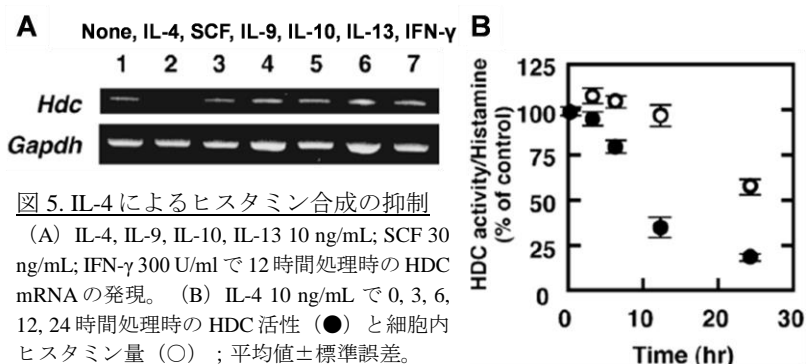 A
None, IL-4, SCF, IL-9, IL-10, IL-13, IFN-γ
1 2 3 4 5 6 7
Hdc
Gapdh
図 5. IL-4 によるヒスタミン合成の抑制
（A）IL-4, IL-9, IL-10, IL-13 10 ng/mL; SCF 30
ng/mL; IFN-γ 300 U/ml で 12 時間処理時の HDC
mRNA の発現。（B）IL-4 10 ng/mL で 0, 3, 6,
12, 24 時間処理時の HDC 活性（●）と細胞内
ヒスタミン量（○）；平均値±標準誤差。
B
HDC activity/Histamine
(% of control)
125
100
75
50
25
0
0 10 20 30
Time (hr)